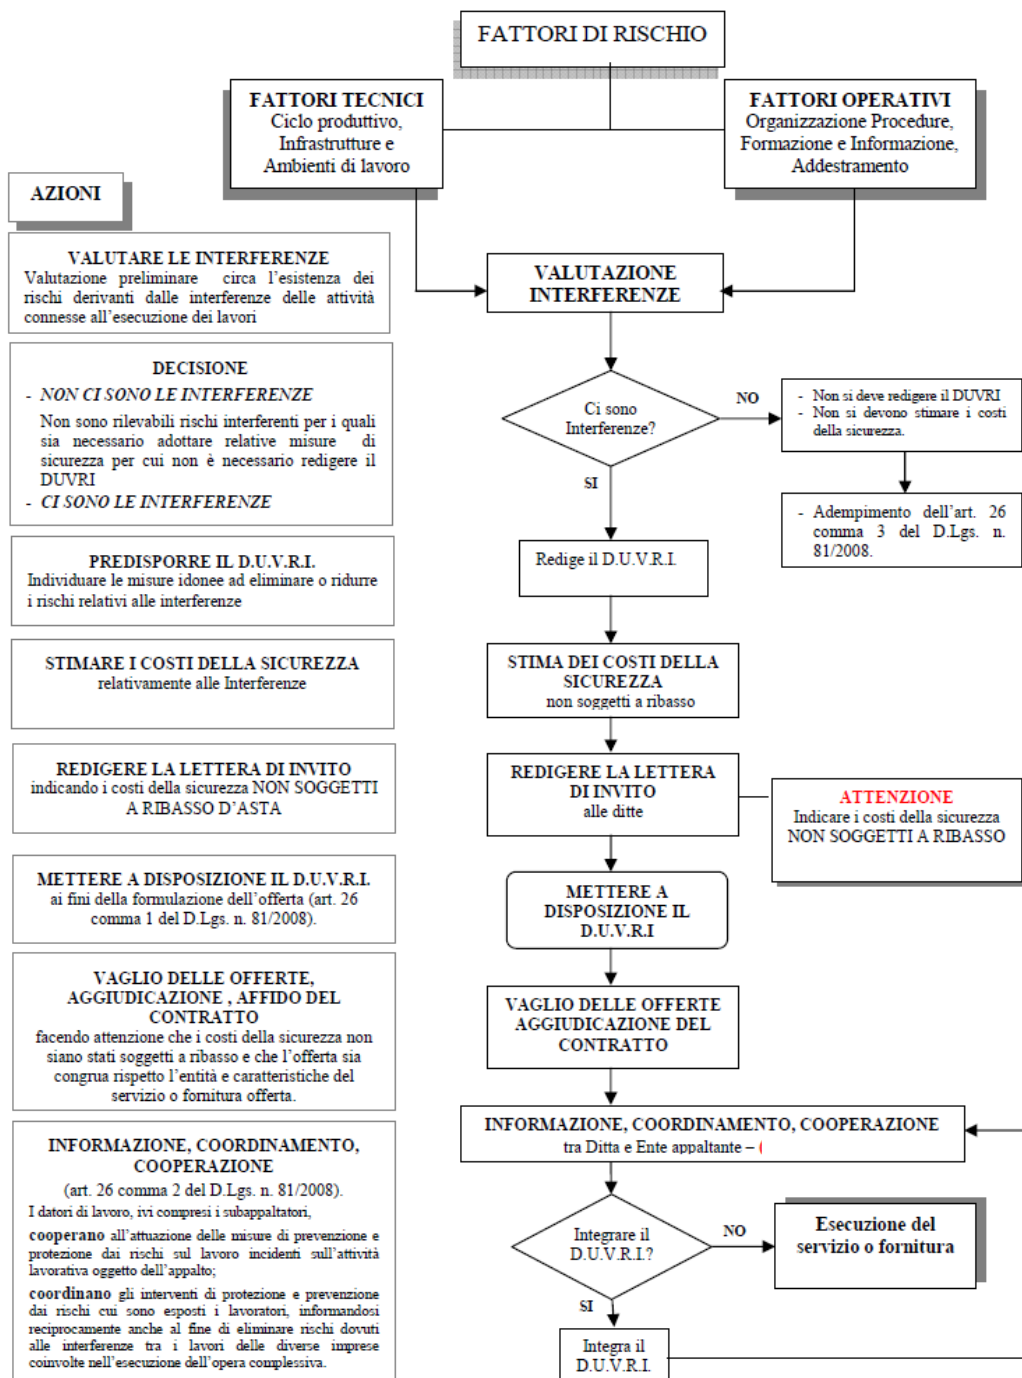 FATTORI DI RISCHIO
FATTORI TECNICI
Ciclo produttivo,
Infrastrutture e
Ambienti di lavoro
FATTORI OPERATIVI
Organizzazione Procedure,
Formazione e Informazione,
Addestramento
AZIONI
VALUTARE LE INTERFERENZE
Valutazione preliminare circa l'esistenza dei
rischi derivanti dalle interferenze delle attività
connesse all'esecuzione dei lavori
VALUTAZIONE
INTERFERENZE
DECISIONE
- NON CI SONO LE INTERFERENZE
Non sono rilevabili rischi interferenti per i quali
sia necessario adottare relative misure di
sicurezza per cui non è necessario redigere il
DUVRI
- CI SONO LE INTERFERENZE
Ci sono
Interferenze?
NO
- Non si deve redigere il DUVRI
- Non si devono stimare i costi
della sicurezza.
SI
- Adempimento dell'art. 26
comma 3 del D.Lgs. n.
81/2008.
PREDISPORRE IL D.U.V.R.I.
Individuare le misure idonee ad eliminare o ridurre
i rischi relativi alle interferenze
Redige il D.U.V.R.I.
STIMARE I COSTI DELLA SICUREZZA
relativamente alle Interferenze
STIMA DEI COSTI DELLA
SICUREZZA
non soggetti a ribasso
REDIGERE LA LETTERA DI INVITO
indicando i costi della sicurezza NON SOGGETTI
A RIBASSO D'ASTA
REDIGERE LA LETTERA
DI INVITO
alle ditte
ATTENZIONE
Indicare i costi della sicurezza
NON SOGGETTI A RIBASSO
METTERE A DISPOSIZIONE IL D.U.V.R.I.
ai fini della formulazione dell'offerta (art. 26
comma 1 del D.Lgs. n. 81/2008).
METTERE A
DISPOSIZIONE IL
D.U.V.R.I
VAGLIO DELLE OFFERTE,
AGGIUDICAZIONE , AFFIDO DEL
CONTRATTO
facendo attenzione che i costi della sicurezza non
siano stati soggetti a ribasso e che l'offerta sia
congrua rispetto l'entità e caratteristiche del
servizio o fornitura offerta.
VAGLIO DELLE OFFERTE
AGGIUDICAZIONE DEL
CONTRATTO
INFORMAZIONE, COORDINAMENTO, COOPERAZIONE
tra Ditta e Ente appaltante – (
INFORMAZIONE, COORDINAMENTO,
COOPERAZIONE
(art. 26 comma 2 del D.Lgs. n. 81/2008).
I datori di lavoro, ivi compresi i subappaltatori,
cooperano all'attuazione delle misure di prevenzione e
protezione dai rischi sul lavoro incidenti sull'attività
lavorativa oggetto dell'appalto;
coordinano gli interventi di protezione e prevenzione
dai rischi cui sono esposti i lavoratori, informandosi
reciprocamente anche al fine di eliminare rischi dovuti
alle interferenze tra i lavori delle diverse imprese
coinvolte nell'esecuzione dell'opera complessiva.
Integrare il
D.U.V.R.I.?
NO
Esecuzione del
servizio o fornitura
SI
Integra il
D.U.V.R.I.